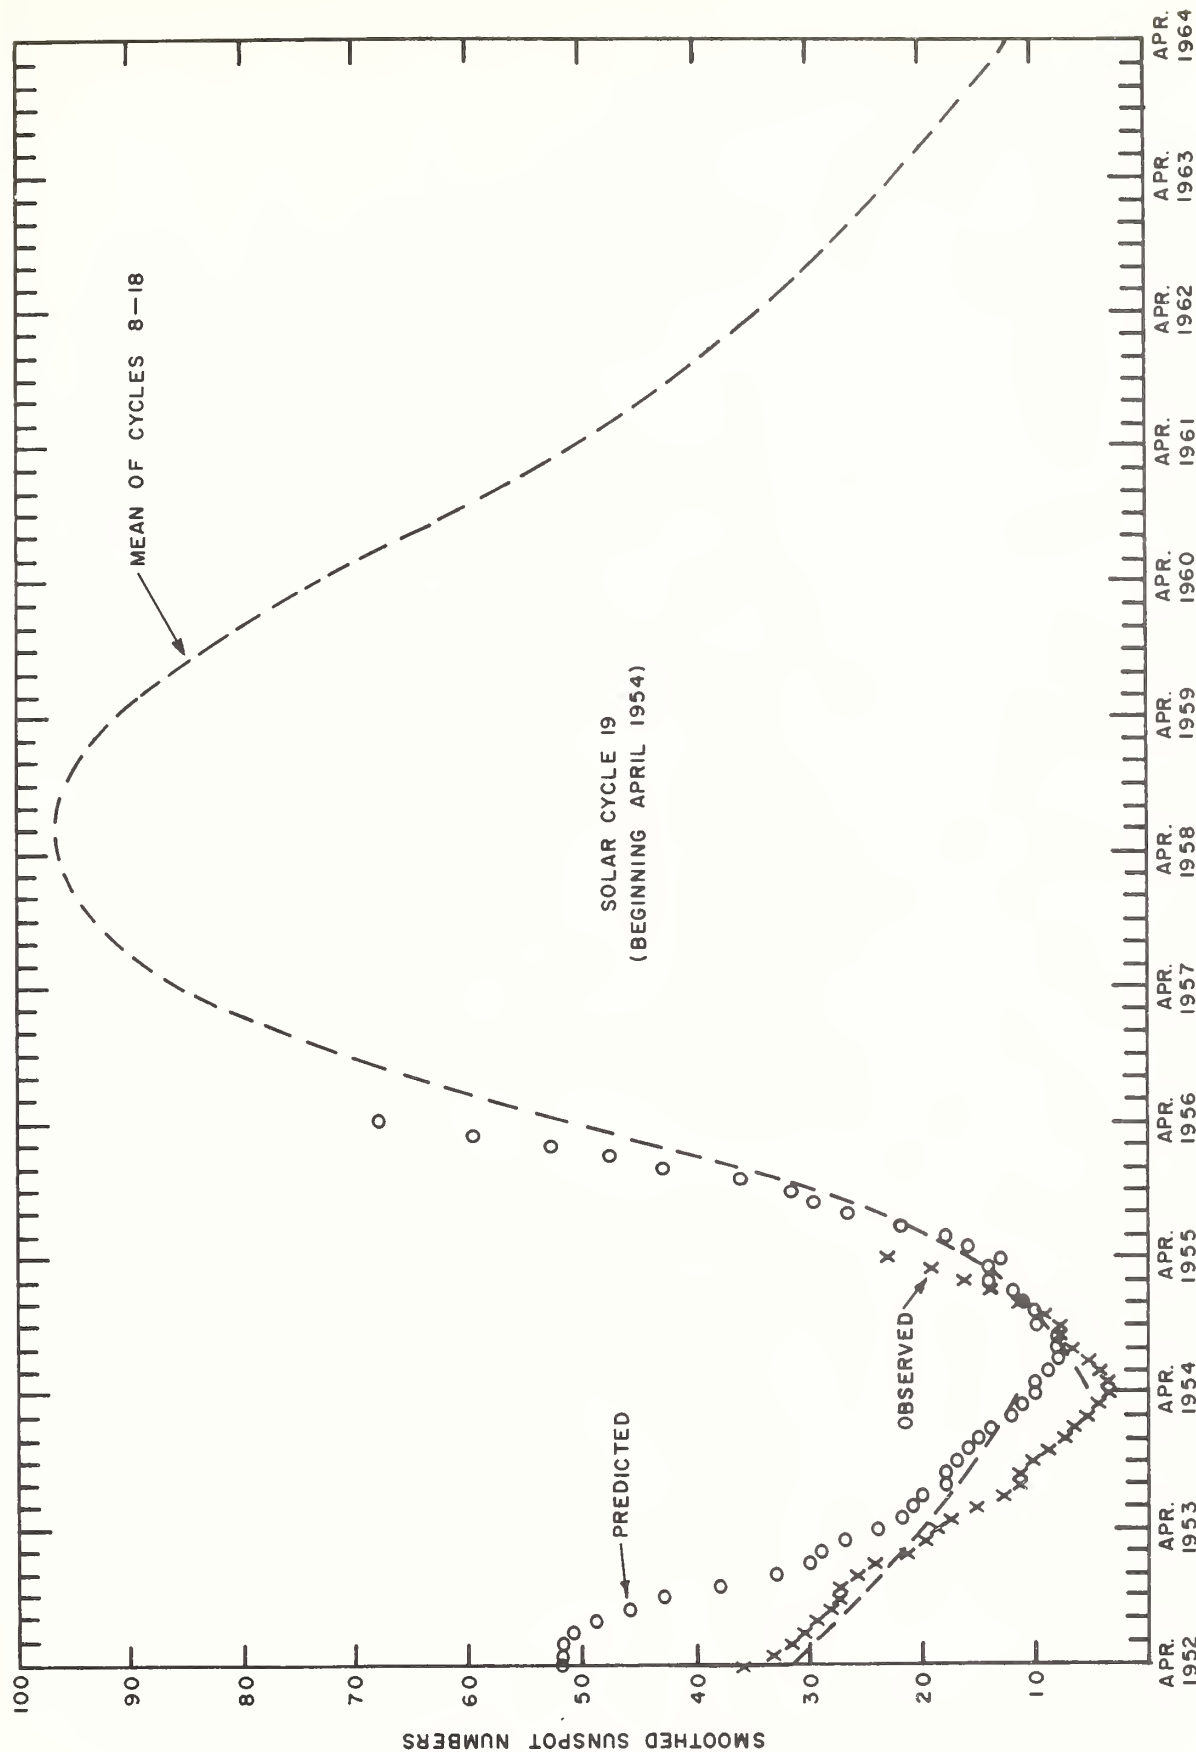 SMOOTHED SUNSPOT NUMBERS
100
90
80
70
60
50
40
30
20
10
MEAN OF CYCLES 8-18
SOLAR CYCLE 19
(BEGINNING APRIL 1954)
PREDICTED
OBSERVED
APR.
1952
APR.
1953
APR.
1954
APR.
1955
APR.
1956
APR.
1957
APR.
1958
APR.
1959
APR.
1960
APR.
1961
APR.
1962
APR.
1963
APR.
1964